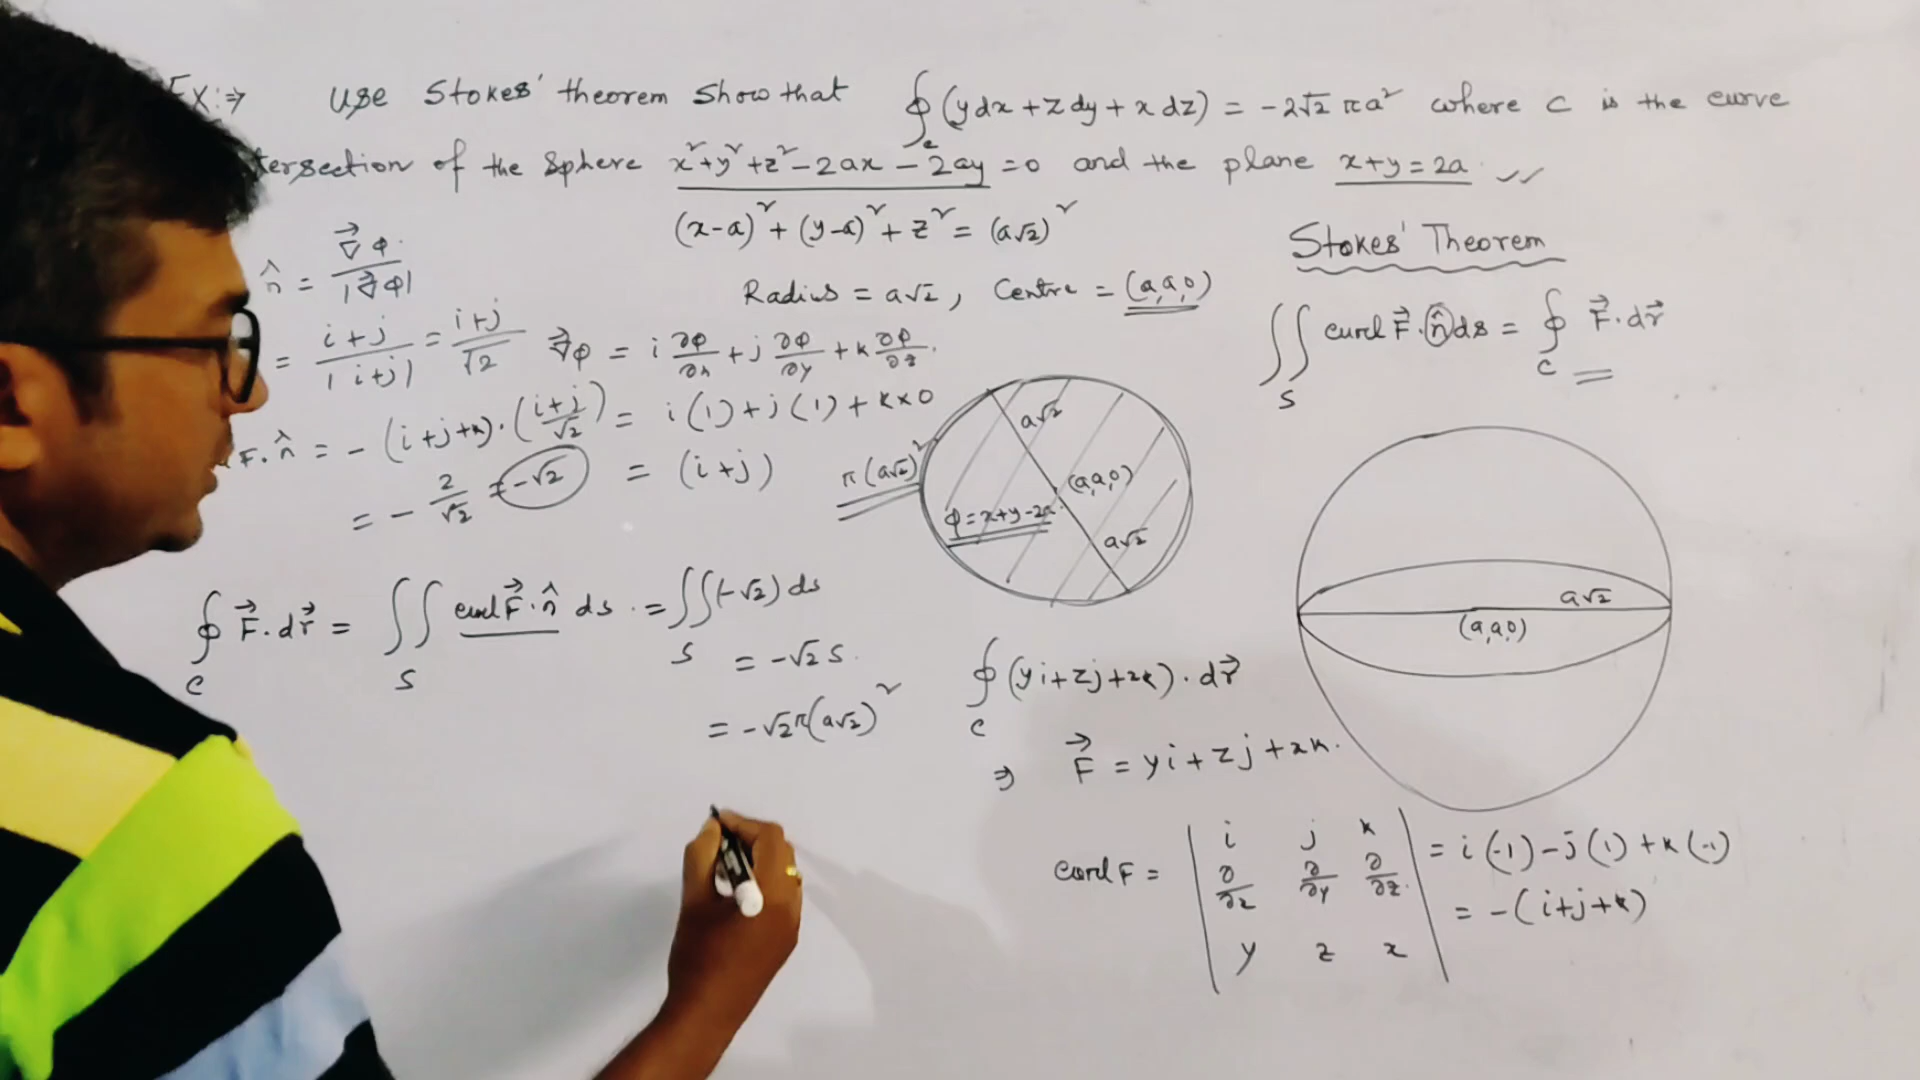 Ex:⇒ Use Stokes' theorem show that ∮c (ydx + zdy + x dz) = -2√2 πa² where C is the curve
tersection of the sphere x²+y²+z²-2ax-2ay=0 and the plane x+y=2a.
(x-a)² + (y-a)² + z² = (a√2)²
Radius = a√2, Centre = (a,a,0)
n̂ = ∇⃗φ / |∇⃗φ|
= i+j / |i+j| = i+j / √2
∇⃗φ = i ∂φ/∂x + j ∂φ/∂y + k ∂φ/∂z.
= i(1) + j(1) + k×0
= (i+j)
F. n̂ = -(i+j+k).(i+j / √2)
= - 2/√2 = -√2
Stokes' Theorem
∬S curl F⃗.n̂ ds = ∮C F⃗.dr⃗
π(a√2)²
a√2
(a,a,0)
φ=x+y-2a
a√2
a√2
(a,a,0)
∮C F⃗.dr⃗ = ∬S curl F⃗.n̂ ds . = ∬S (-√2) ds
= -√2 S.
= -√2π(a√2)²
∮C (yi+zj+xk).dr⃗
⇒ F⃗ = yi+zj+xk.
curl F = | i j k = i(-1) - j(1) + k(-1)
∂/∂x ∂/∂y ∂/∂z. = -(i+j+k)
y z x |